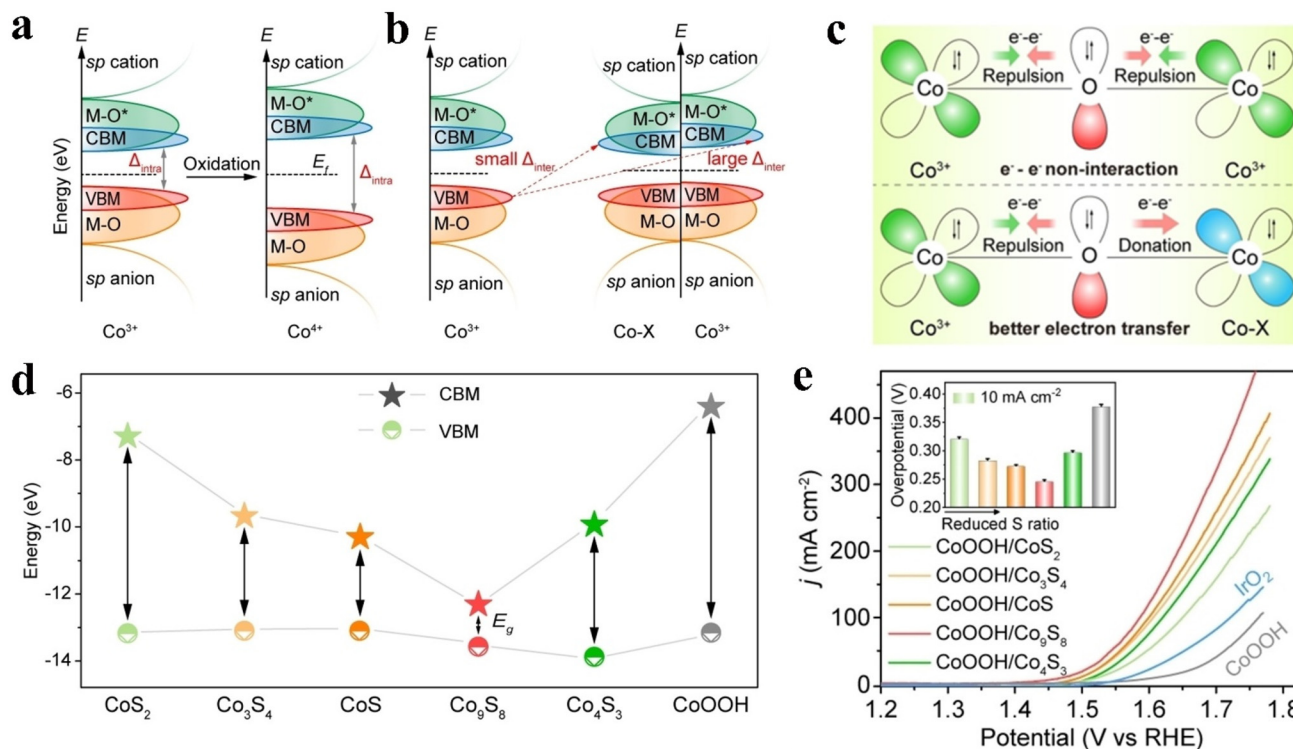 a
E
sp cation
M-O*
CBM
Δintra
VBM
M-O
sp anion
Co³⁺
Energy (eV)
Oxidation
E
sp cation
M-O*
CBM
Ef
Δintra
VBM
M-O
sp anion
Co⁴⁺
b
E
sp cation
M-O*
CBM
VBM
M-O
sp anion
Co³⁺
small Δinter
large Δinter
E
sp cation sp cation
M-O* M-O*
CBM CBM
VBM VBM
M-O M-O
sp anion sp anion
Co-X Co³⁺
c
e⁻-e⁻ e⁻-e⁻
Repulsion Repulsion
Co O Co
Co³⁺ e⁻ - e⁻ non-interaction Co³⁺
e⁻-e⁻ e⁻-e⁻
Repulsion Donation
Co O Co
Co³⁺ better electron transfer Co-X
d
Energy (eV)
-6
-8
-10
-12
-14
CBM
VBM
Eg
CoS₂ Co₃S₄ CoS Co₉S₈ Co₄S₃ CoOOH
e
j (mA cm⁻²)
400
300
200
100
0
Overpotential (V)
0.40
0.35
0.30
0.25
0.20
10 mA cm⁻²
Reduced S ratio
CoOOH/CoS₂
CoOOH/Co₃S₄
CoOOH/CoS
CoOOH/Co₉S₈
CoOOH/Co₄S₃
IrO₂
CoOOH
1.2 1.3 1.4 1.5 1.6 1.7 1.8
Potential (V vs RHE)